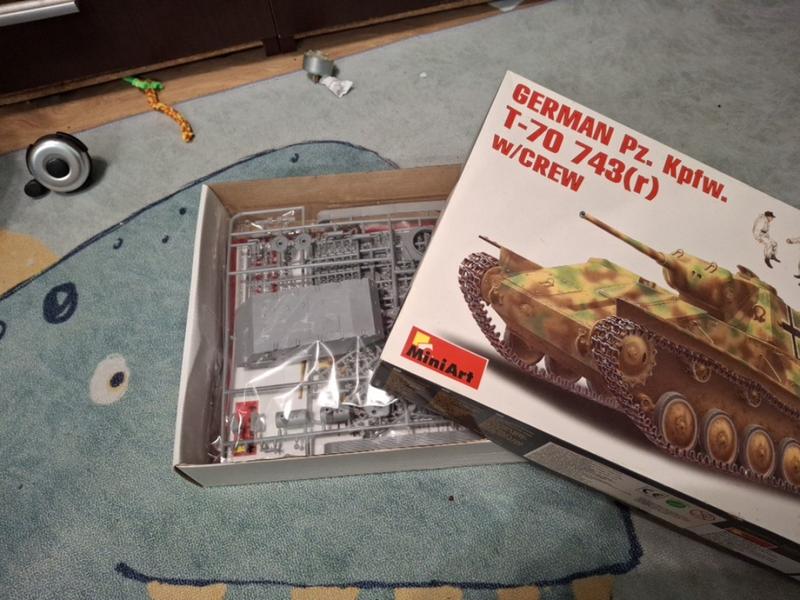 GERMAN Pz. Kpfw.
T-70 743(r)
w/CREW
MiniArt